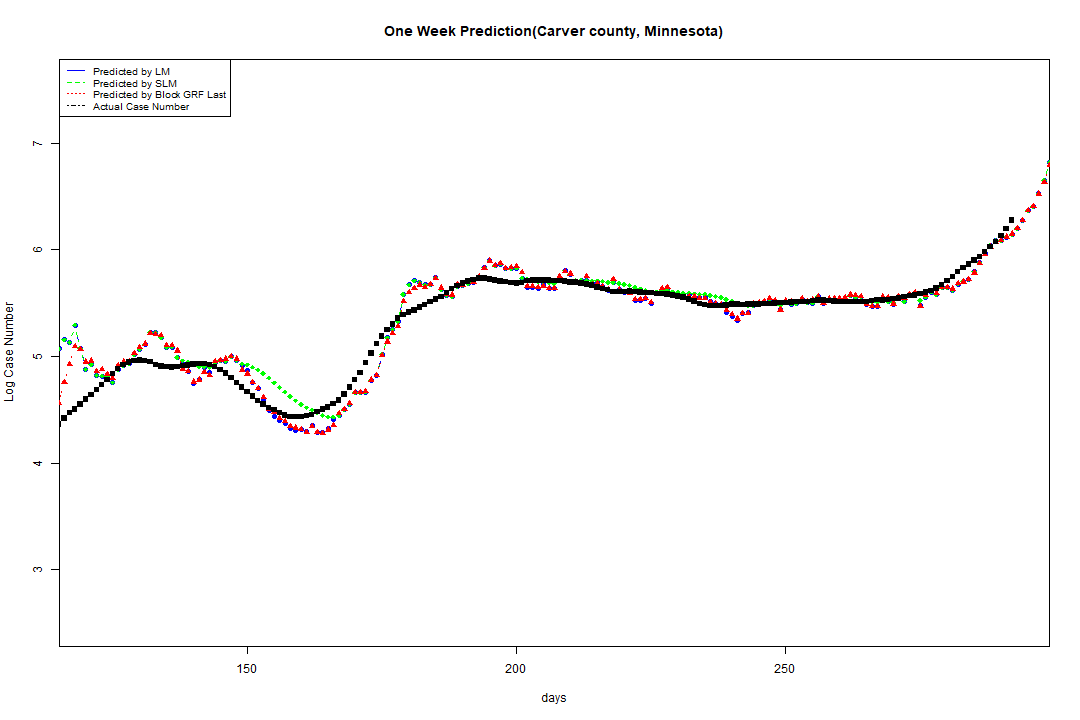 One Week Prediction(Carver county, Minnesota)
Predicted by LM
Predicted by SLM
Predicted by Block GRF Last
Actual Case Number
7
6
5
4
3
Log Case Number
150 200 250
days